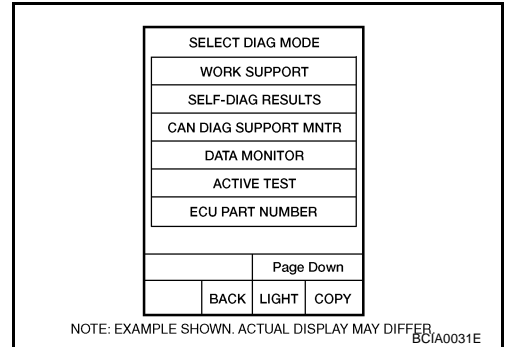 SELECT DIAG MODE
WORK SUPPORT
SELF-DIAG RESULTS
CAN DIAG SUPPORT MNTR
DATA MONITOR
ACTIVE TEST
ECU PART NUMBER
Page Down
BACK LIGHT COPY
NOTE: EXAMPLE SHOWN. ACTUAL DISPLAY MAY DIFFER.
BCIA0031E